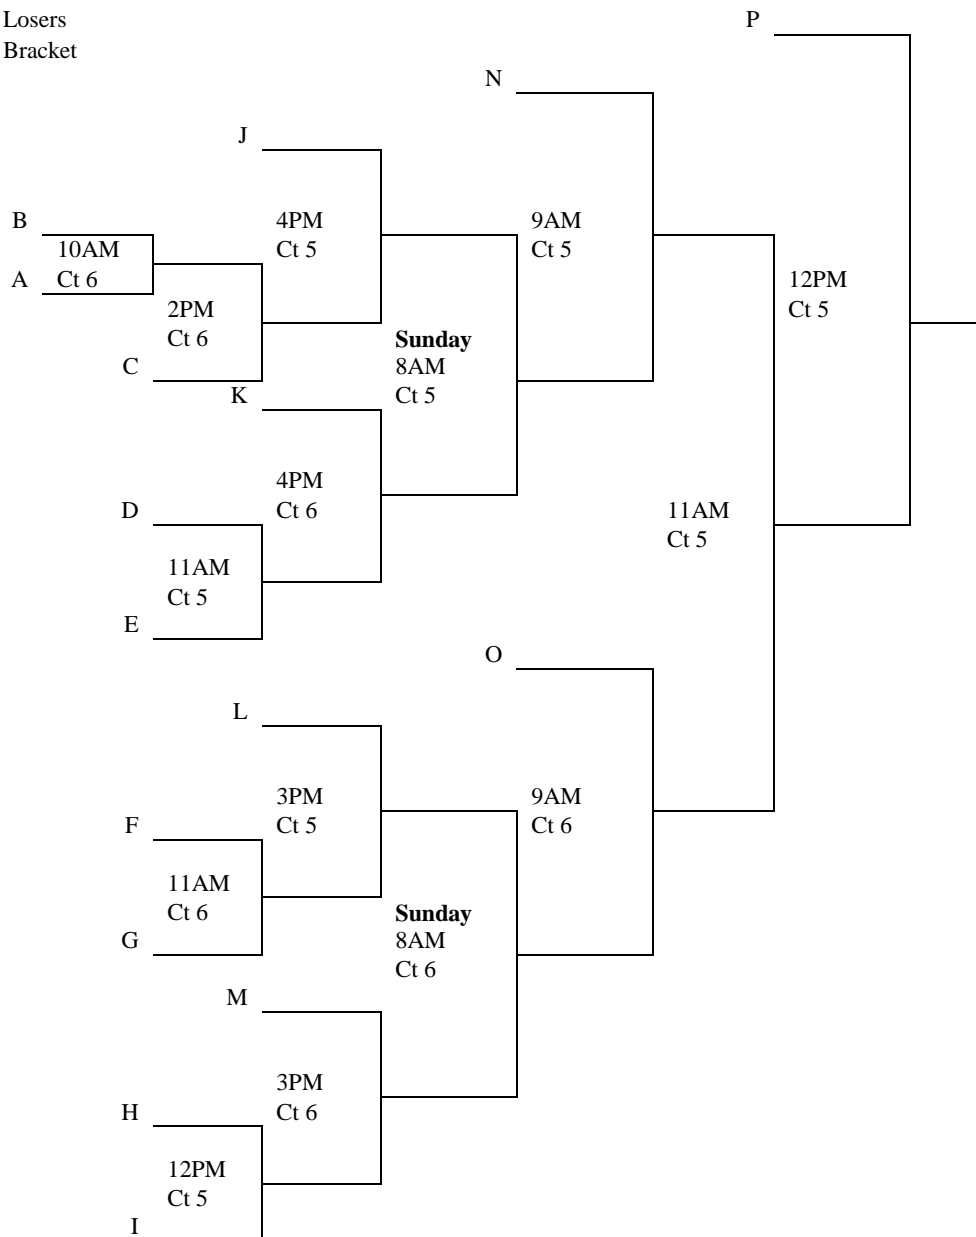 Losers
Bracket
P
N
J
B
4PM
Ct 5
9AM
Ct 5
10AM
Ct 6
A
12PM
Ct 5
2PM
Ct 6
Sunday
8AM
Ct 5
C
K
4PM
Ct 6
D
11AM
Ct 5
11AM
Ct 5
E
O
L
3PM
Ct 5
9AM
Ct 6
F
11AM
Ct 6
Sunday
8AM
Ct 6
G
M
3PM
Ct 6
H
12PM
Ct 5
I